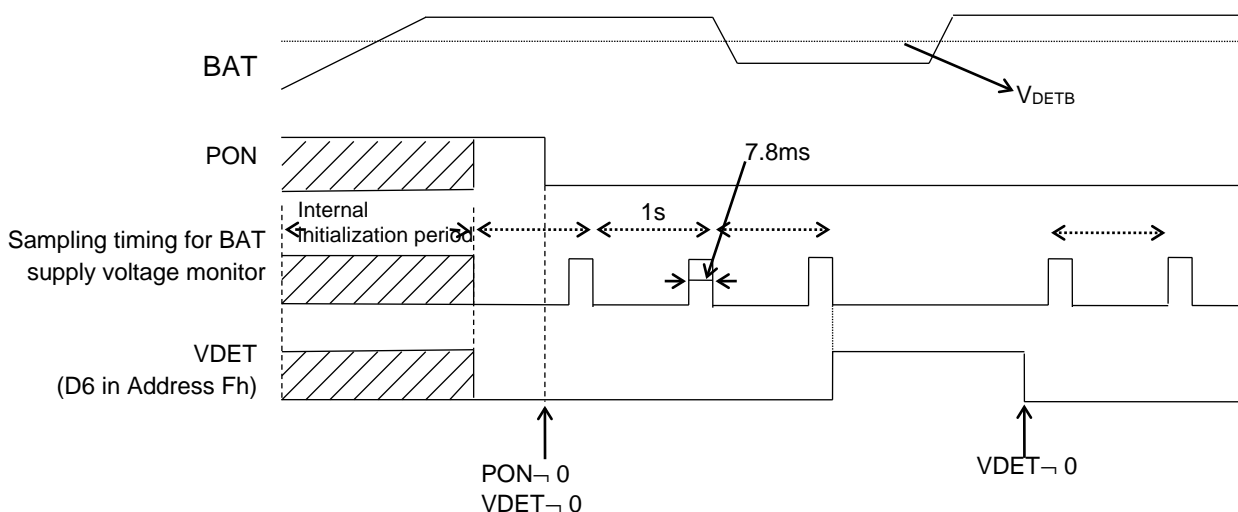 BAT
VDETB
PON
7.8ms
Internal
Initialization period
1s
Sampling timing for BAT
supply voltage monitor
VDET
(D6 in Address Fh)
PON¬ 0
VDET¬ 0
VDET¬ 0